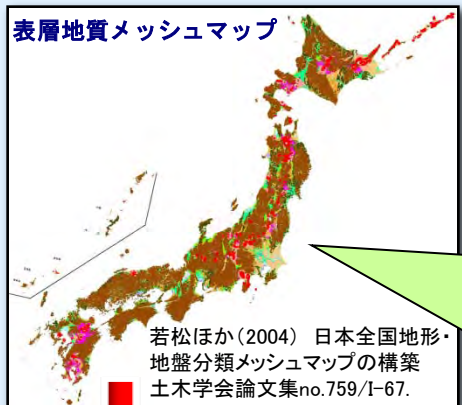 表層地質メッシュマップ
若松ほか(2004) 日本全国地形・
地盤分類メッシュマップの構築
土木学会論文集no.759/I-67.